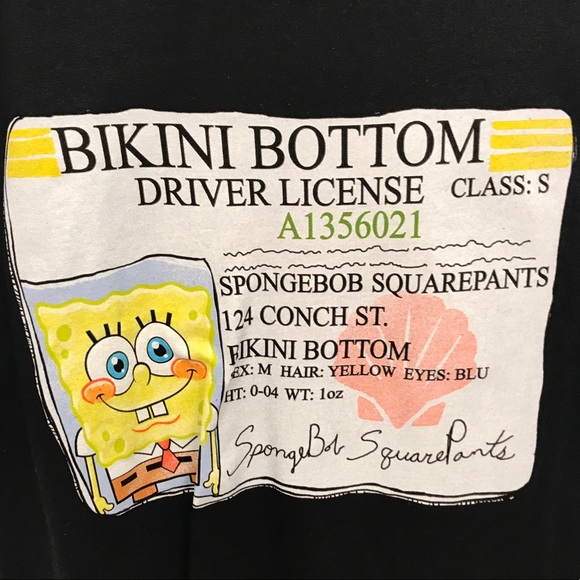 BIKINI BOTTOM
DRIVER LICENSE CLASS: S
A1356021
SPONGEBOB SQUAREPANTS
124 CONCH ST.
BIKINI BOTTOM
SEX: M HAIR: YELLOW EYES: BLU
HT: 0-04 WT: 1oz
SpongeBob SquarePants